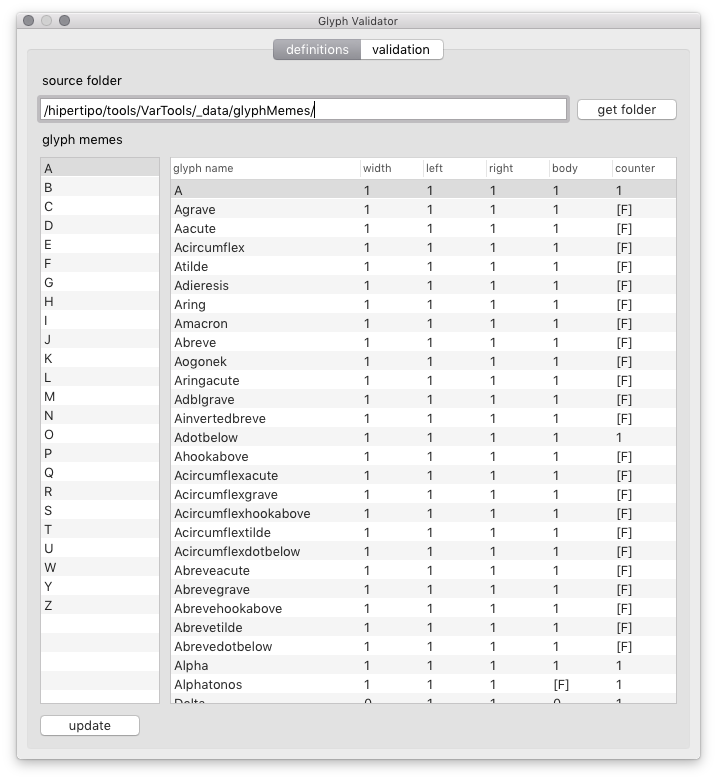 Glyph Validator
definitions validation
source folder
/hipertipo/tools/VarTools/_data/glyphMemes/
get folder
glyph memes
A
B
C
D
E
F
G
H
I
J
K
L
M
N
O
P
Q
R
S
T
U
W
Y
Z
glyph name width left right body counter
A 1 1 1 1 1
Agrave 1 1 1 1 [F]
Aacute 1 1 1 1 [F]
Acircumflex 1 1 1 1 [F]
Atilde 1 1 1 1 [F]
Adieresis 1 1 1 1 [F]
Aring 1 1 1 1 [F]
Amacron 1 1 1 1 [F]
Abreve 1 1 1 1 [F]
Aogonek 1 1 1 1 [F]
Aringacute 1 1 1 1 [F]
Adblgrave 1 1 1 1 [F]
Ainvertedbreve 1 1 1 1 [F]
Adotbelow 1 1 1 1 1
Ahookabove 1 1 1 1 [F]
Acircumflexacute 1 1 1 1 [F]
Acircumflexgrave 1 1 1 1 [F]
Acircumflexhookabove 1 1 1 1 [F]
Acircumflextilde 1 1 1 1 [F]
Acircumflexdotbelow 1 1 1 1 [F]
Abreveacute 1 1 1 1 [F]
Abrevegrave 1 1 1 1 [F]
Abrevehookabove 1 1 1 1 [F]
Abrevetilde 1 1 1 1 [F]
Abrevedotbelow 1 1 1 1 [F]
Alpha 1 1 1 1 1
Alphatonos 1 1 1 [F] 1
Delta 0 1 1 0 1
update